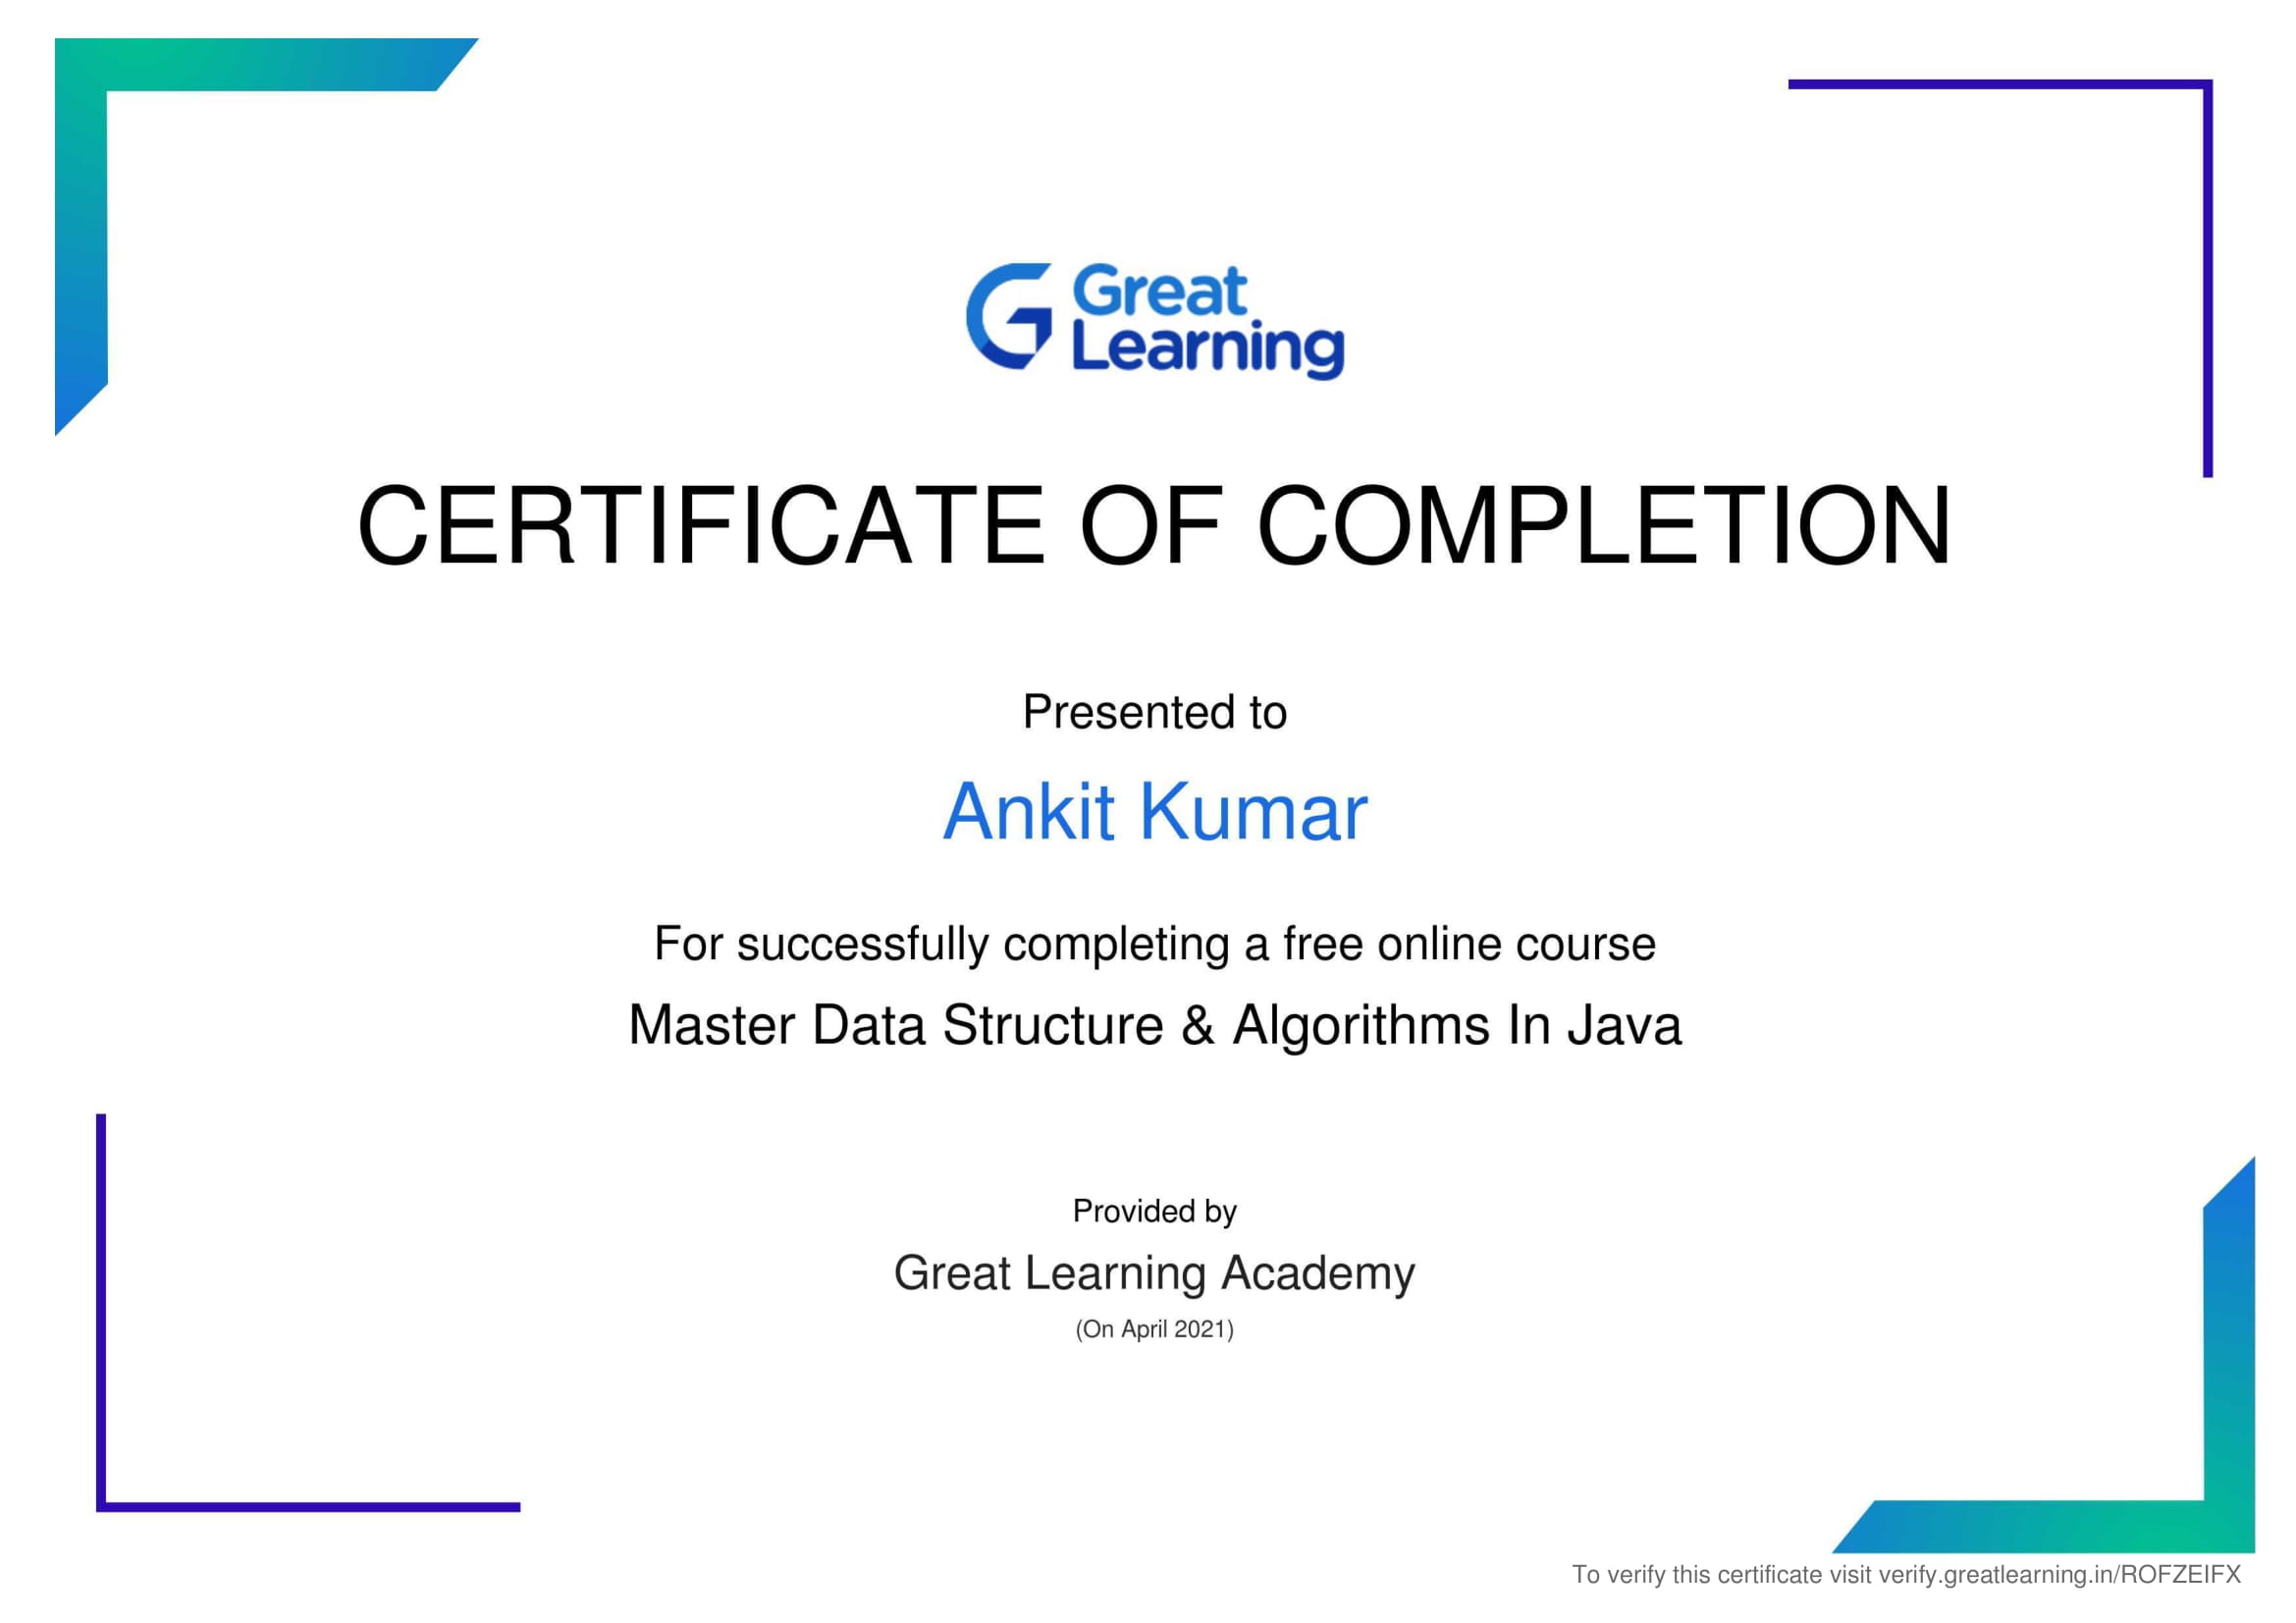 Great
Learning
CERTIFICATE OF COMPLETION
Presented to
Ankit Kumar
For successfully completing a free online course
Master Data Structure & Algorithms In Java
Provided by
Great Learning Academy
(On April 2021)
To verify this certificate visit verify.greatlearning.in/ROFZEIFX